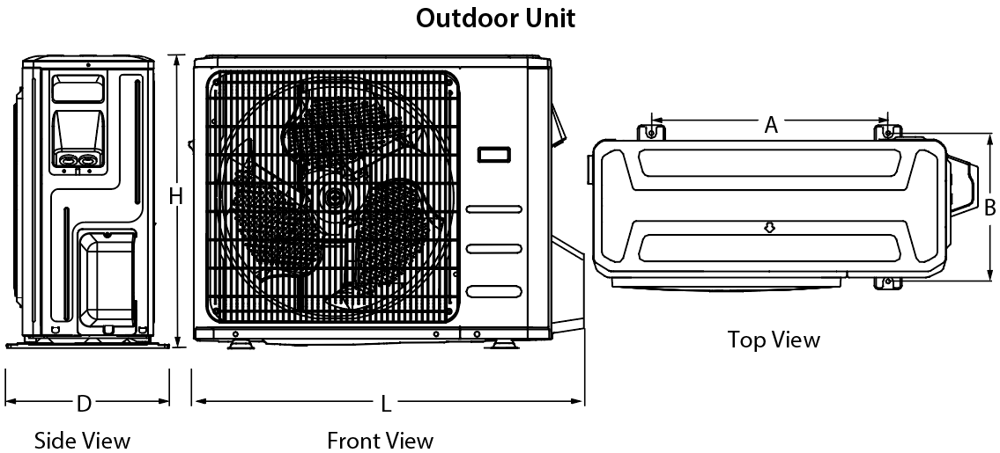 Outdoor Unit
H
A
B
D
L
Top View
Side View
Front View